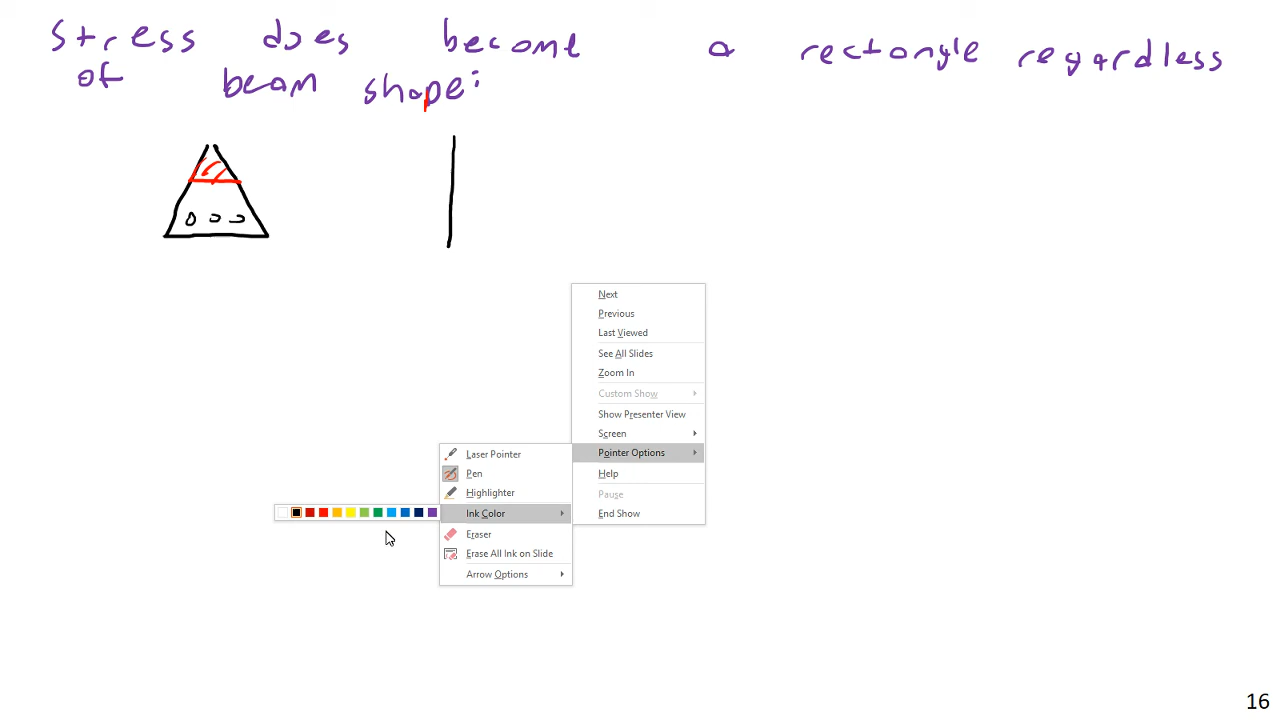 Stress does become a rectangle regardless
of beam shape:
Next
Previous
Last Viewed
See All Slides
Zoom In
Custom Show
Show Presenter View
Screen
Pointer Options
Help
Pause
End Show
Laser Pointer
Pen
Highlighter
Ink Color
Eraser
Erase All Ink on Slide
Arrow Options
16